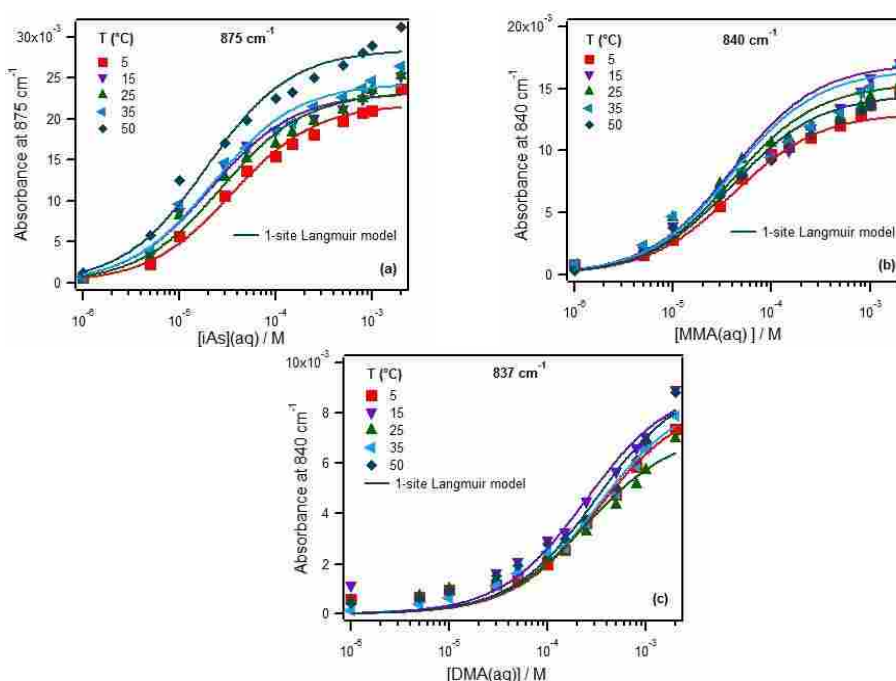 30x10⁻³
25
20
15
10
5
0
Absorbance at 875 cm⁻¹
T (°C)
5
15
25
35
50
875 cm⁻¹
1-site Langmuir model
(a)
10⁻⁶
10⁻⁵
10⁻⁴
10⁻³
[iAs](aq) / M
20x10⁻³
15
10
5
0
Absorbance at 840 cm⁻¹
T (°C)
5
15
25
35
50
840 cm⁻¹
1-site Langmuir model
(b)
10⁻⁶
10⁻⁵
10⁻⁴
10⁻³
[MMA(aq) ] / M
10x10⁻³
8
6
4
2
0
Absorbance at 840 cm⁻¹
T (°C)
5
15
25
35
50
837 cm⁻¹
1-site Langmuir model
(c)
10⁻⁵
10⁻⁵
10⁻⁴
10⁻³
[DMA(aq)] / M